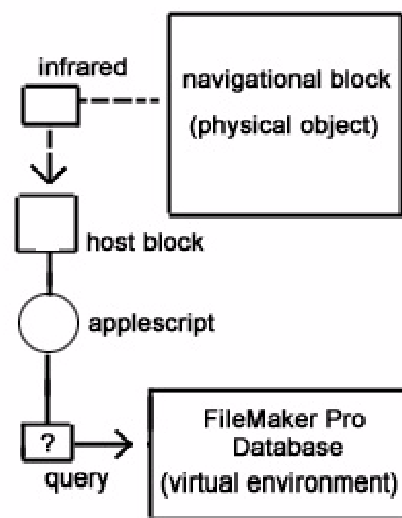 infrared
navigational block
(physical object)
host block
applescript
?
query
FileMaker Pro
Database
(virtual environment)